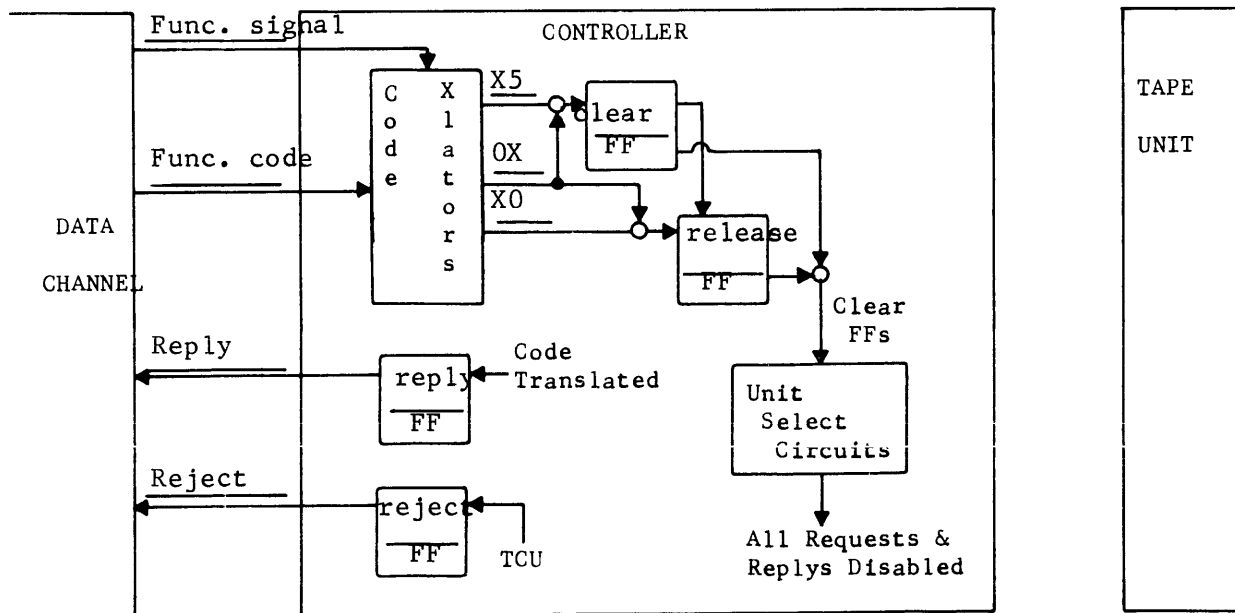 Func. signal
CONTROLLER
Code
Xlators
X5
clear
FF
TAPE
UNIT
Func. code
0X
X0
release
FF
DATA
CHANNEL
Clear
FFs
Reply
reply
FF
Code
Translated
Unit
Select
Circuits
Reject
reject
FF
TCU
All Requests &
Replys Disabled